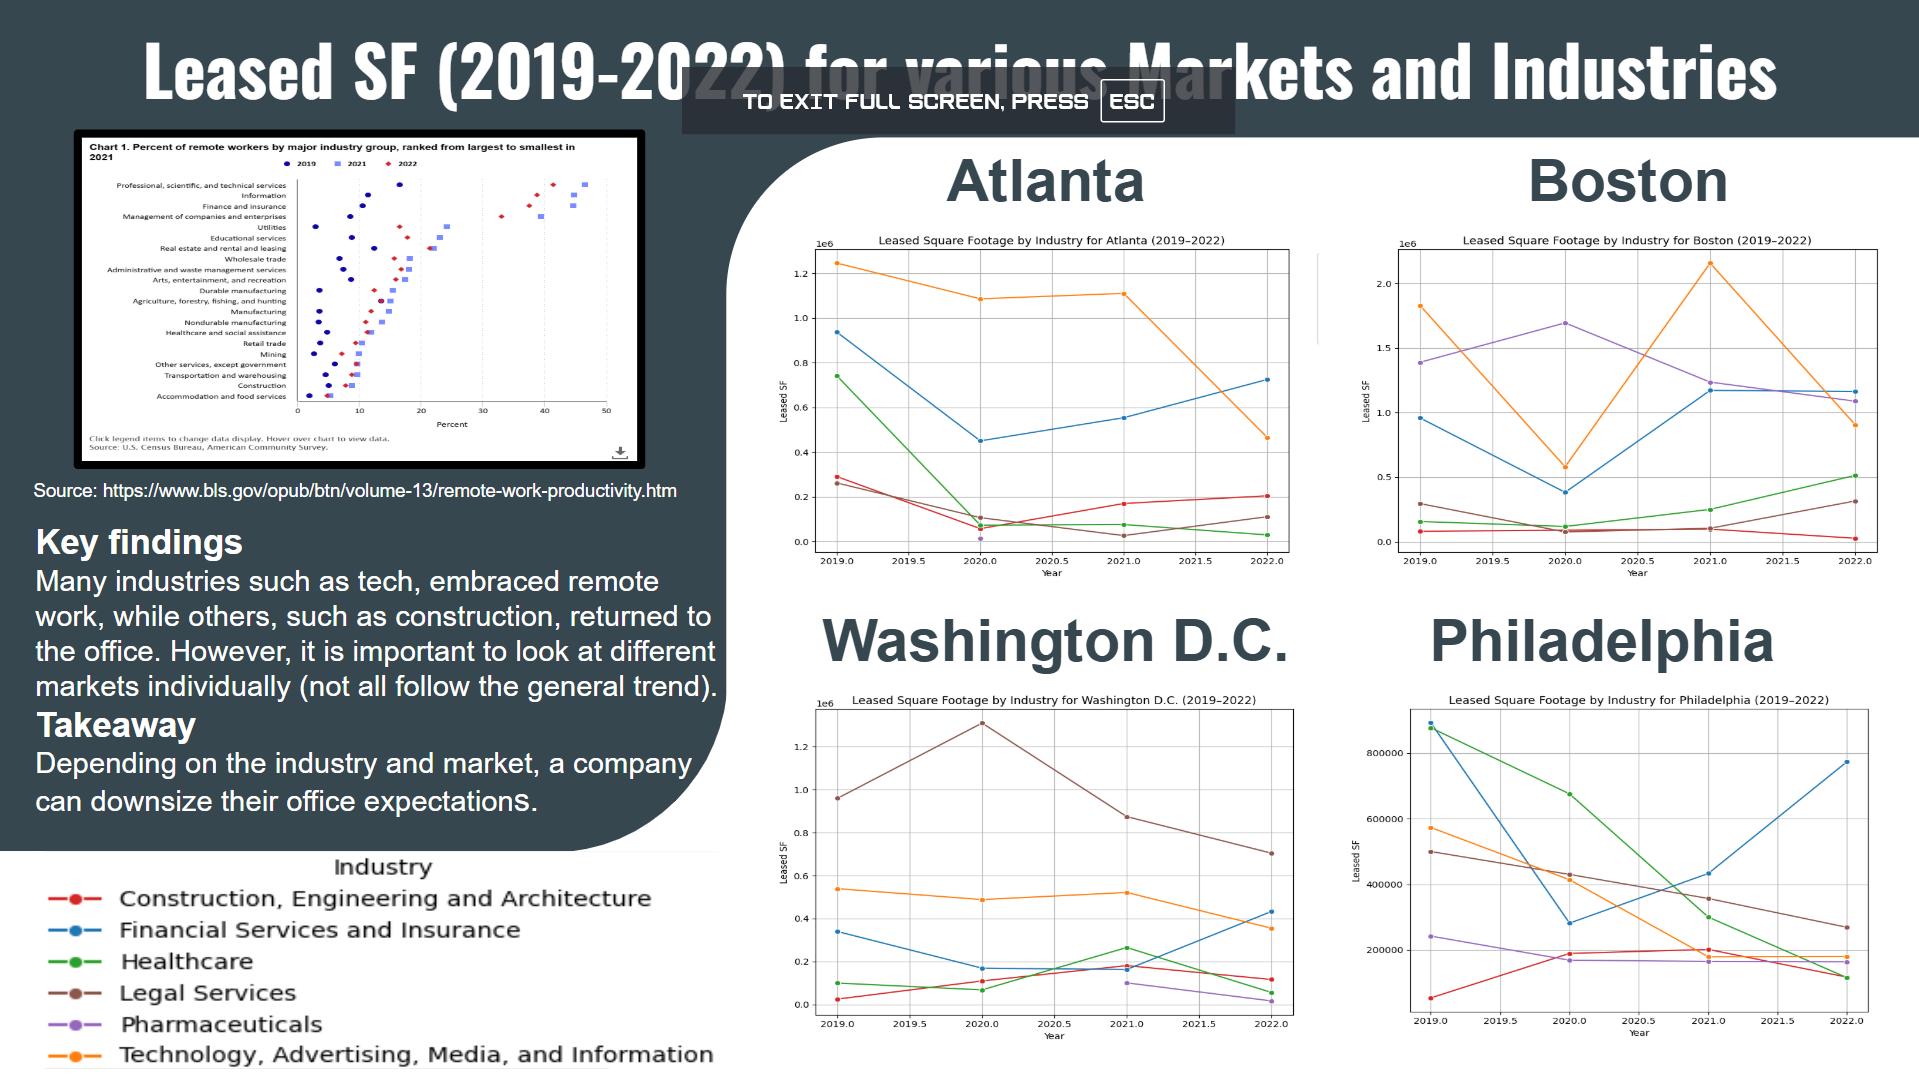 Leased SF (2019-2022) for various Markets and Industries
TO EXIT FULL SCREEN, PRESS ESC
Chart 1. Percent of remote workers by major industry group, ranked from largest to smallest in
2021
2019 2021 2022
Professional, scientific, and technical services
Information
Finance and insurance
Management of companies and enterprises
Utilities
Educational services
Real estate and rental and leasing
Wholesale trade
Administrative and waste management services
Arts, entertainment, and recreation
Durable manufacturing
Agriculture, forestry, fishing, and hunting
Manufacturing
Nondurable manufacturing
Healthcare and social assistance
Retail trade
Mining
Other services, except government
Transportation and warehousing
Construction
Accommodation and food services
0 10 20 30 40 50
Percent
Click legend items to change data display. Hover over chart to view data.
Source: U.S. Census Bureau, American Community Survey.
Source: https://www.bls.gov/opub/btn/volume-13/remote-work-productivity.htm
Key findings
Many industries such as tech, embraced remote
work, while others, such as construction, returned to
the office. However, it is important to look at different
markets individually (not all follow the general trend).
Takeaway
Depending on the industry and market, a company
can downsize their office expectations.
Industry
Construction, Engineering and Architecture
Financial Services and Insurance
Healthcare
Legal Services
Pharmaceuticals
Technology, Advertising, Media, and Information
Atlanta
Leased Square Footage by Industry for Atlanta (2019–2022)
1e6
1.2
1.0
0.8
0.6
0.4
0.2
0.0
Leased SF
2019.0 2019.5 2020.0 2020.5 2021.0 2021.5 2022.0
Year
Boston
Leased Square Footage by Industry for Boston (2019–2022)
1e6
2.0
1.5
1.0
0.5
0.0
Leased SF
2019.0 2019.5 2020.0 2020.5 2021.0 2021.5 2022.0
Year
Washington D.C.
Leased Square Footage by Industry for Washington D.C. (2019–2022)
1e6
1.2
1.0
0.8
0.6
0.4
0.2
0.0
Leased SF
2019.0 2019.5 2020.0 2020.5 2021.0 2021.5 2022.0
Year
Philadelphia
Leased Square Footage by Industry for Philadelphia (2019–2022)
800000
600000
400000
200000
Leased SF
2019.0 2019.5 2020.0 2020.5 2021.0 2021.5 2022.0
Year